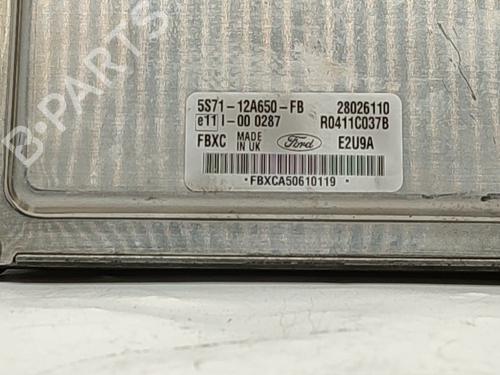 5S71-12A650-FB 28026110
e11 I-00 0287 R0411C037B
FBXC MADE IN UK Ford E2U9A
*FBXCA50610119*
B-Parts